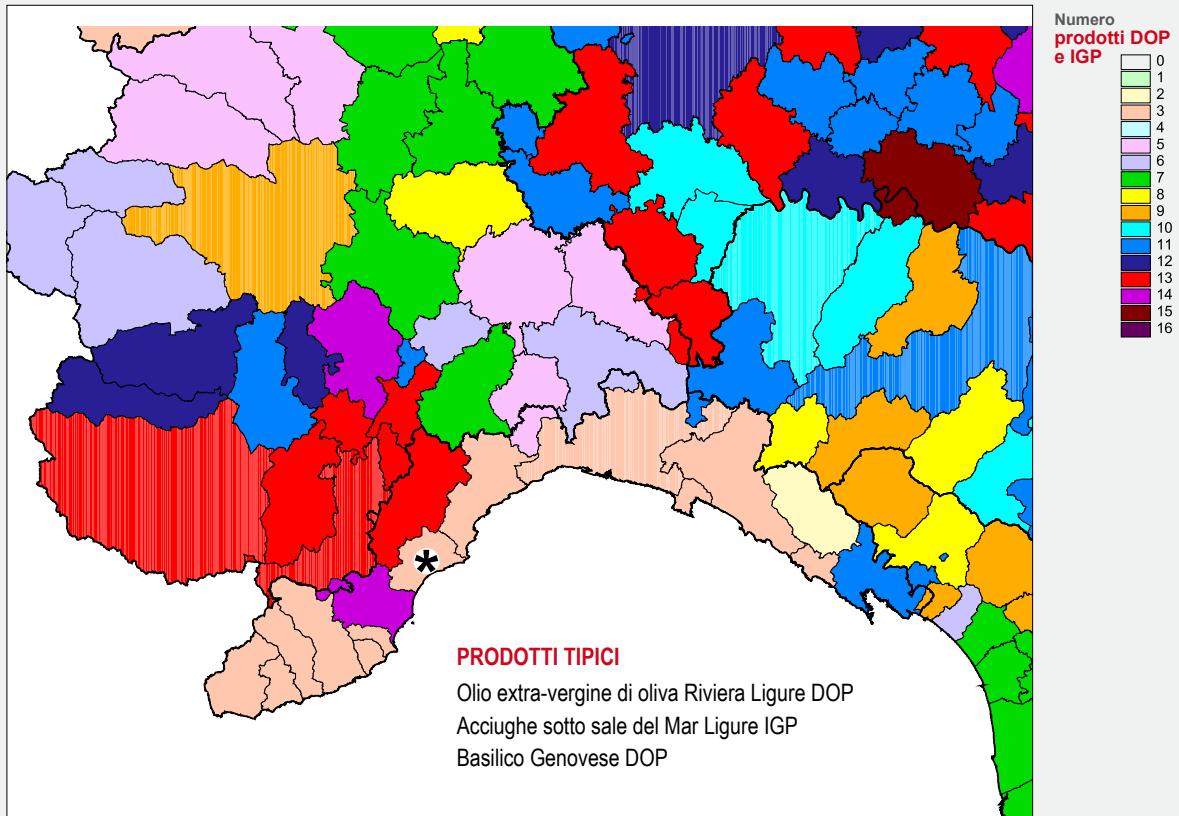 Numero
prodotti DOP
e IGP
0
1
2
3
4
5
6
7
8
9
10
11
12
13
14
15
16
*
PRODOTTI TIPICI
Olio extra-vergine di oliva Riviera Ligure DOP
Acciughe sotto sale del Mar Ligure IGP
Basilico Genovese DOP